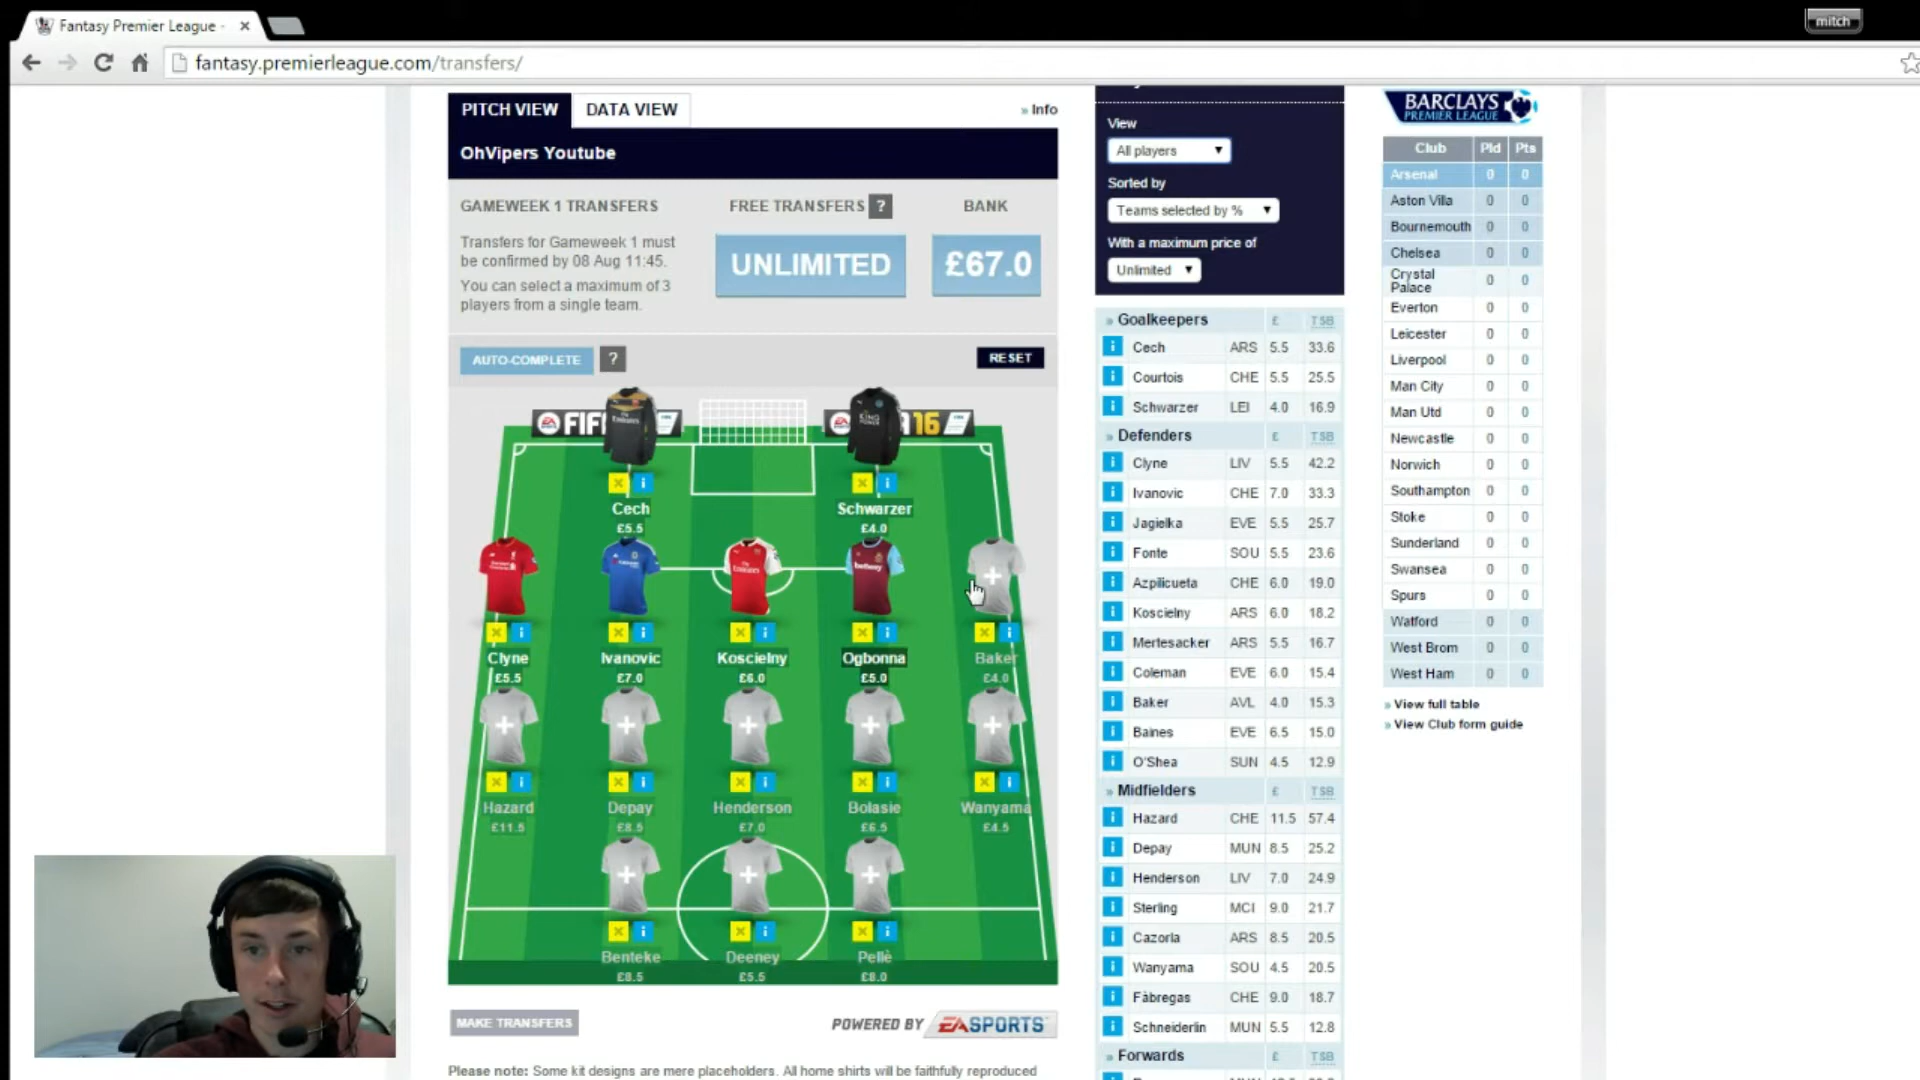 Fantasy Premier League -
mitch
fantasy.premierleague.com/transfers/
PITCH VIEW
DATA VIEW
» Info
OhVipers Youtube
GAMEWEEK 1 TRANSFERS
Transfers for Gameweek 1 must
be confirmed by 08 Aug 11:45.
You can select a maximum of 3
players from a single team.
FREE TRANSFERS ?
UNLIMITED
BANK
£67.0
AUTO-COMPLETE ?
RESET
Cech
£5.5
Schwarzer
£4.0
Clyne
£5.5
Ivanovic
£7.0
Koscielny
£6.0
Ogbonna
£5.0
Baker
£4.0
Hazard
£11.5
Depay
£8.5
Henderson
£7.0
Bolasie
£6.5
Wanyama
£4.5
Benteke
£8.5
Deeney
£5.5
Pellè
£8.0
MAKE TRANSFERS
POWERED BY EA SPORTS
Please note: Some kit designs are mere placeholders. All home shirts will be faithfully reproduced
View
All players
Sorted by
Teams selected by %
With a maximum price of
Unlimited
» Goalkeepers £ TSB
Cech ARS 5.5 33.6
Courtois CHE 5.5 25.5
Schwarzer LEI 4.0 16.9
» Defenders £ TSB
Clyne LIV 5.5 42.2
Ivanovic CHE 7.0 33.3
Jagielka EVE 5.5 25.7
Fonte SOU 5.5 23.6
Azpilicueta CHE 6.0 19.0
Koscielny ARS 6.0 18.2
Mertesacker ARS 5.5 16.7
Coleman EVE 6.0 15.4
Baker AVL 4.0 15.3
Baines EVE 6.5 15.0
O'Shea SUN 4.5 12.9
» Midfielders £ TSB
Hazard CHE 11.5 57.4
Depay MUN 8.5 25.2
Henderson LIV 7.0 24.9
Sterling MCI 9.0 21.7
Cazorla ARS 8.5 20.5
Wanyama SOU 4.5 20.5
Fàbregas CHE 9.0 18.7
Schneiderlin MUN 5.5 12.8
» Forwards £ TSB
BARCLAYS
PREMIER LEAGUE
Club Pld Pts
Arsenal 0 0
Aston Villa 0 0
Bournemouth 0 0
Chelsea 0 0
Crystal
Palace 0 0
Everton 0 0
Leicester 0 0
Liverpool 0 0
Man City 0 0
Man Utd 0 0
Newcastle 0 0
Norwich 0 0
Southampton 0 0
Stoke 0 0
Sunderland 0 0
Swansea 0 0
Spurs 0 0
Watford 0 0
West Brom 0 0
West Ham 0 0
» View full table
» View Club form guide